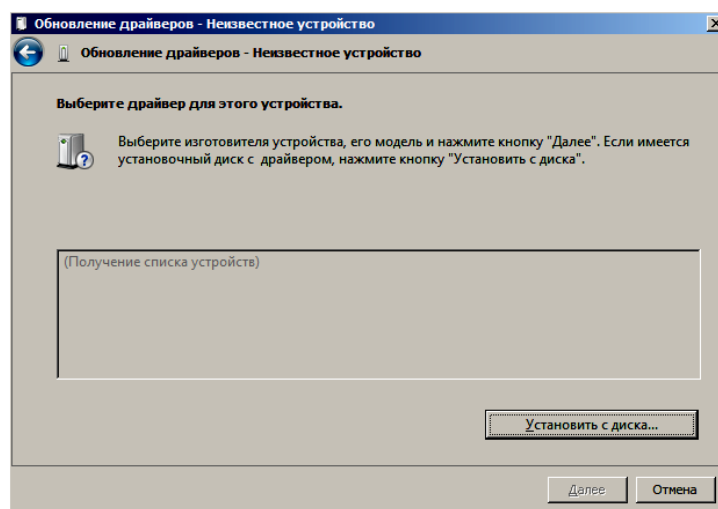 Обновление драйверов - Неизвестное устройство
Обновление драйверов - Неизвестное устройство
Выберите драйвер для этого устройства.
Выберите изготовителя устройства, его модель и нажмите кнопку "Далее". Если имеется
установочный диск с драйвером, нажмите кнопку "Установить с диска".
(Получение списка устройств)
Установить с диска...
Далее
Отмена